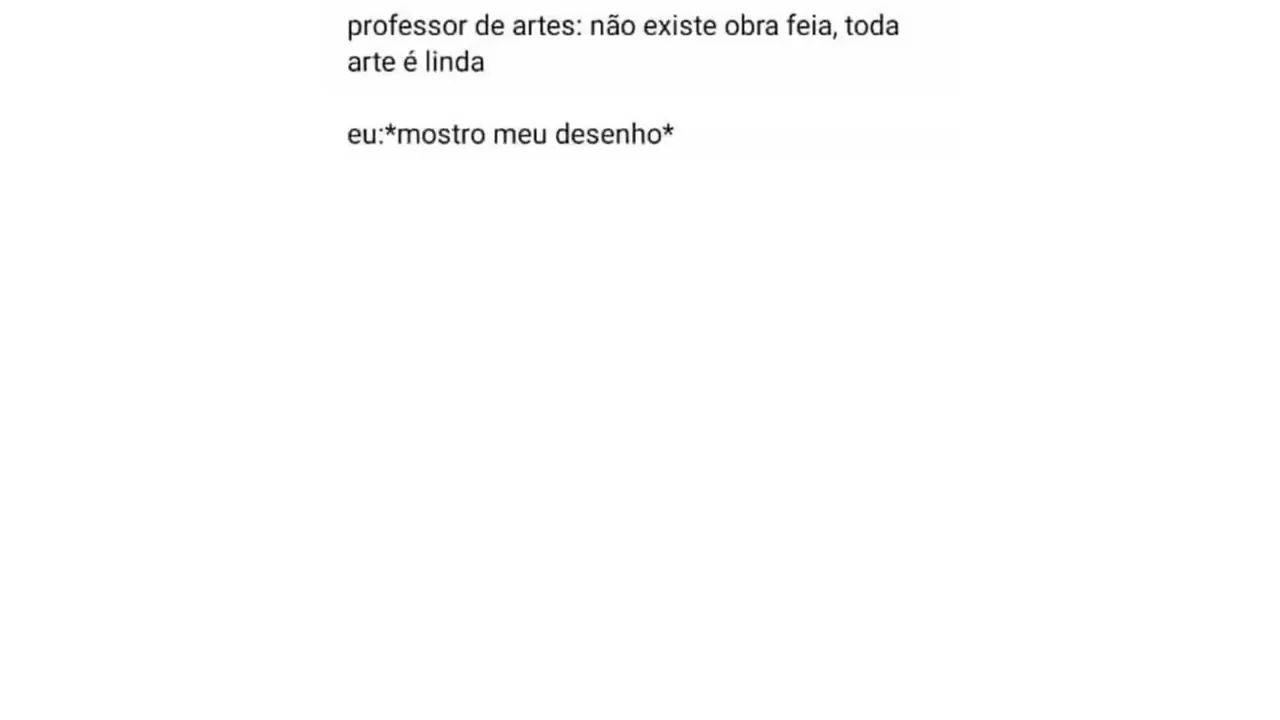 professor de artes: não existe obra feia, toda
arte é linda
eu:*mostro meu desenho*